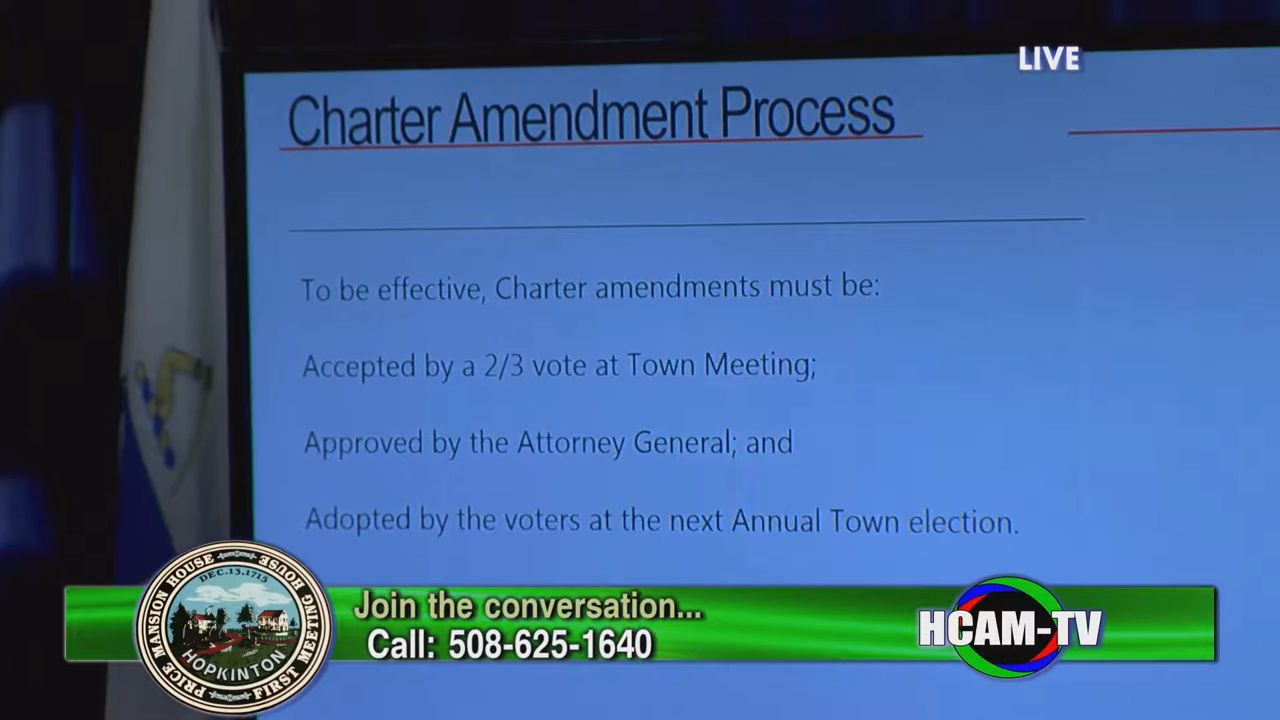 LIVE
Charter Amendment Process
To be effective, Charter amendments must be:
Accepted by a 2/3 vote at Town Meeting;
Approved by the Attorney General; and
Adopted by the voters at the next Annual Town election.
PRICE MANSION HOUSE HOUSE FIRST MEETING
DEC.13.1715
HOPKINTON
Join the conversation...
Call: 508-625-1640
HCAM-TV